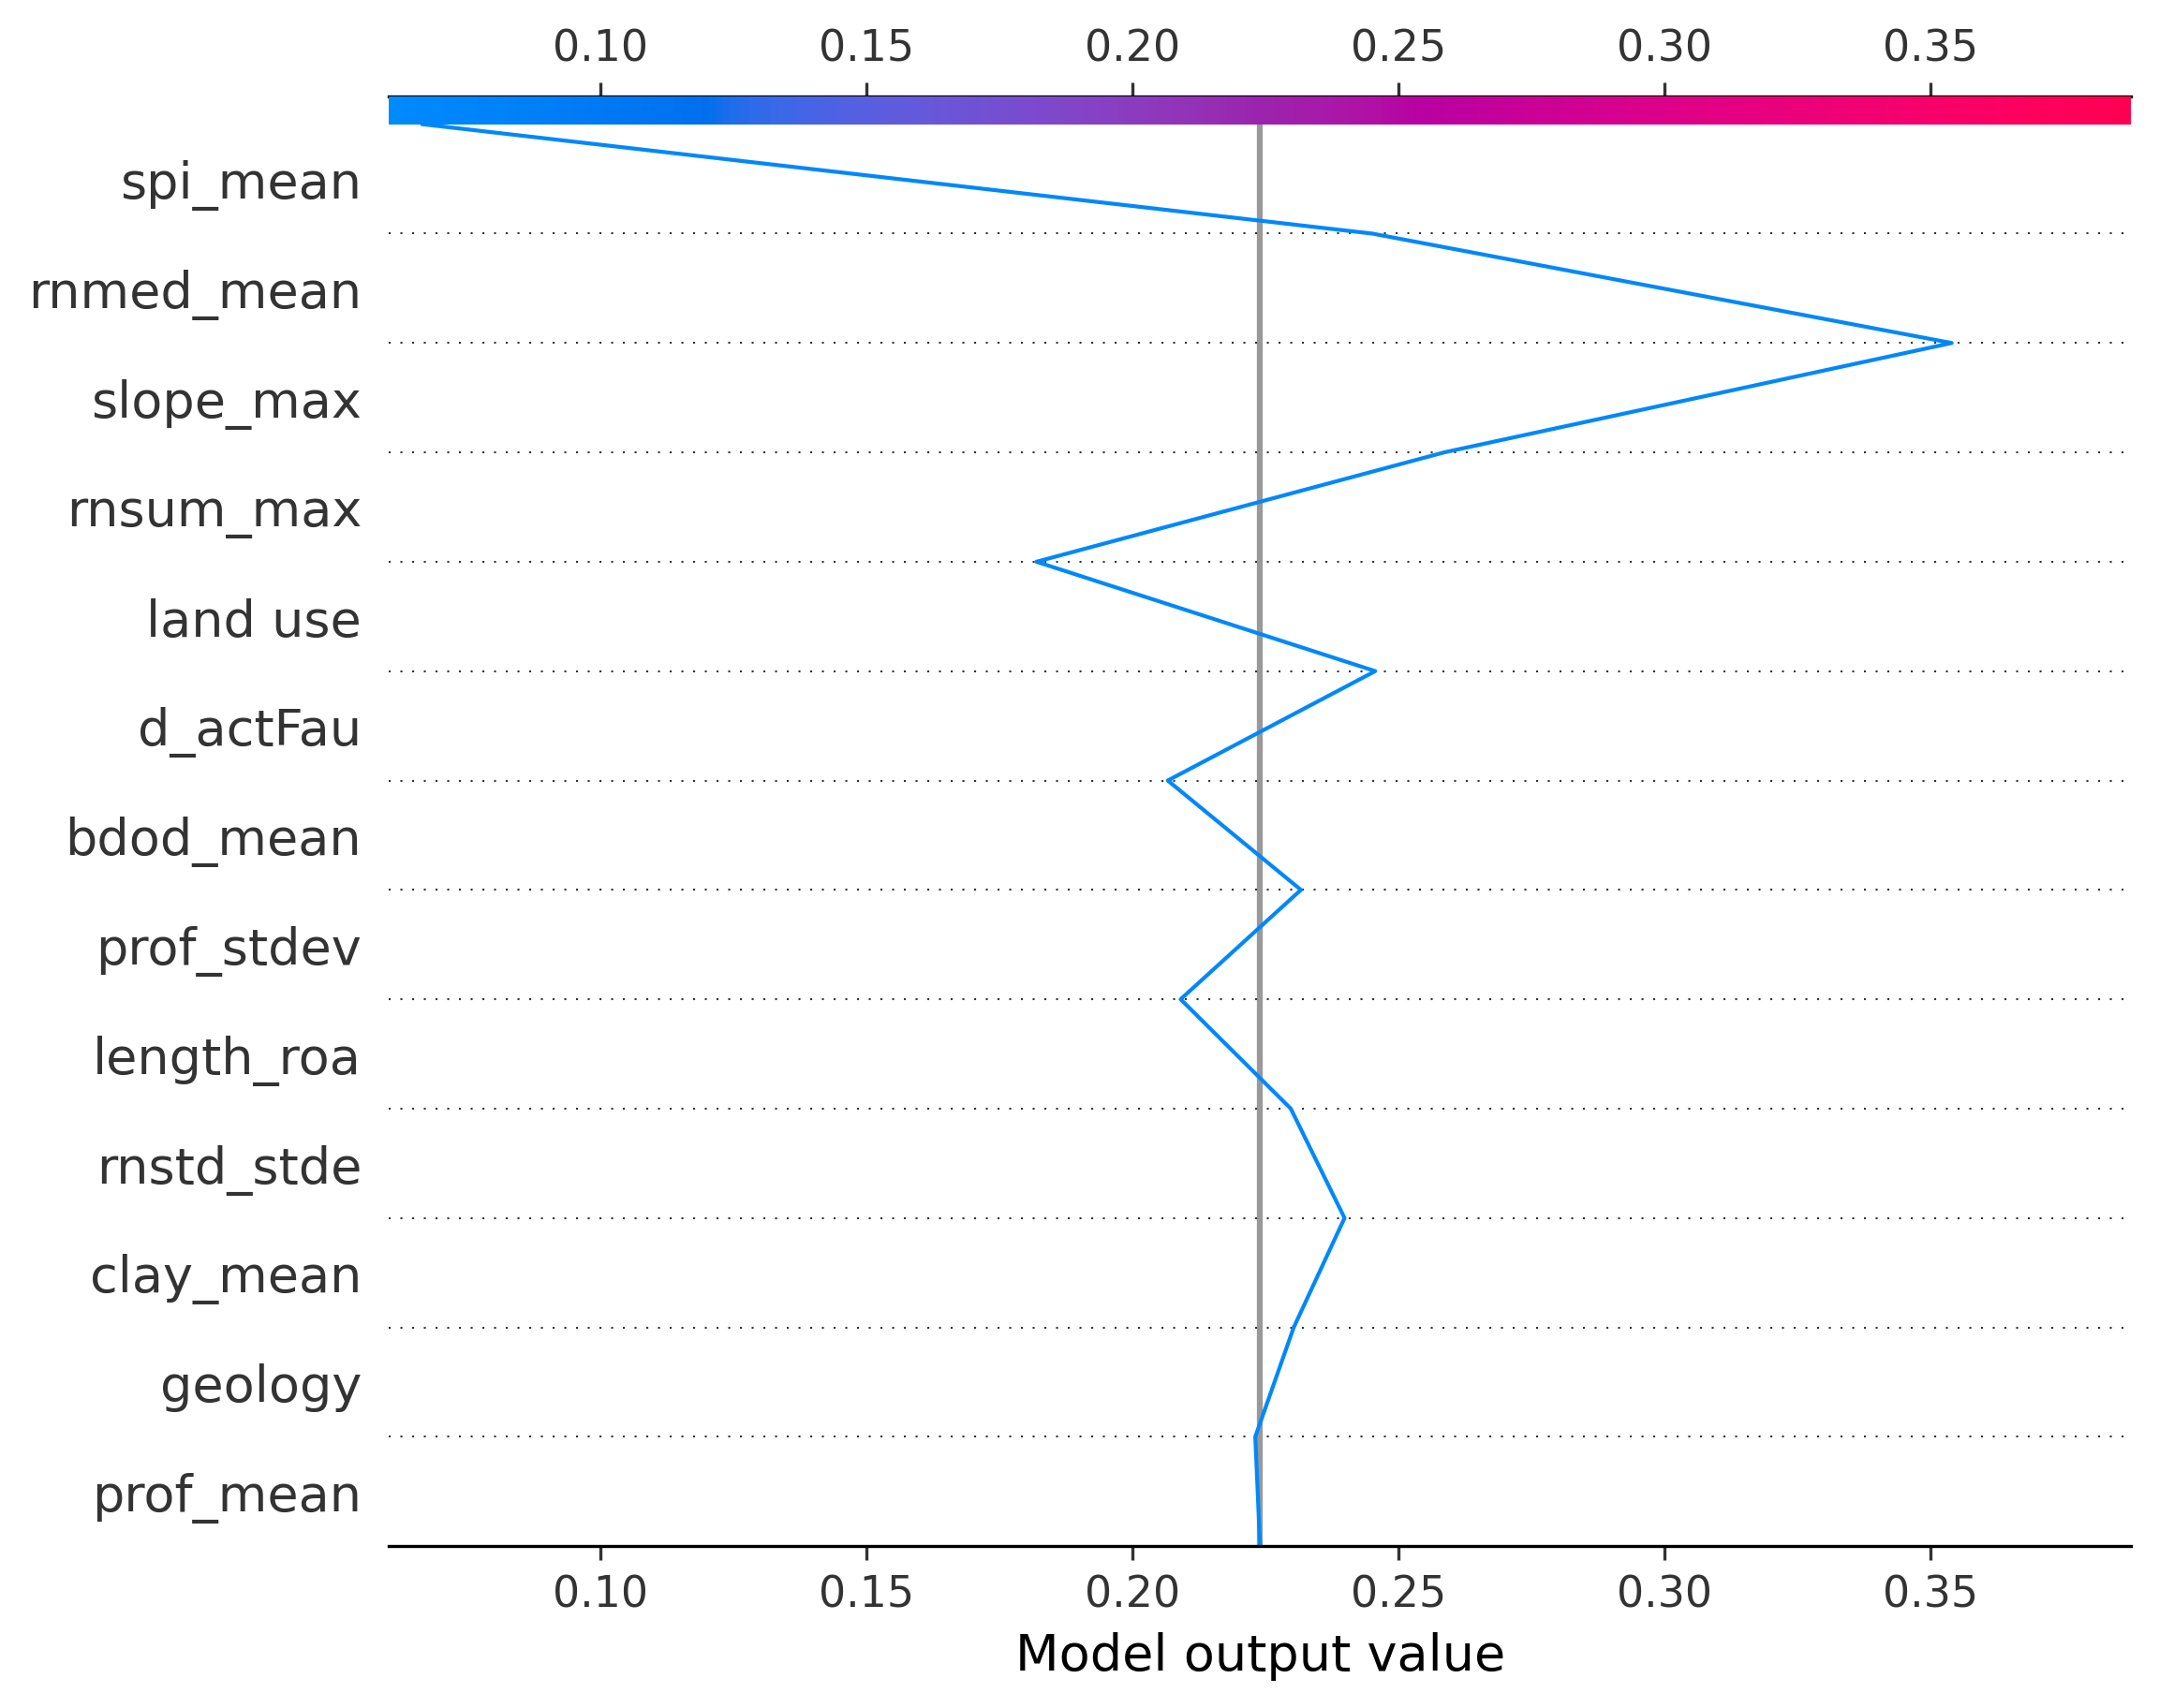 0.10 0.15 0.20 0.25 0.30 0.35
spi_mean
rnmed_mean
slope_max
rnsum_max
land use
d_actFau
bdod_mean
prof_stdev
length_roa
rnstd_stde
clay_mean
geology
prof_mean
0.10 0.15 0.20 0.25 0.30 0.35
Model output value